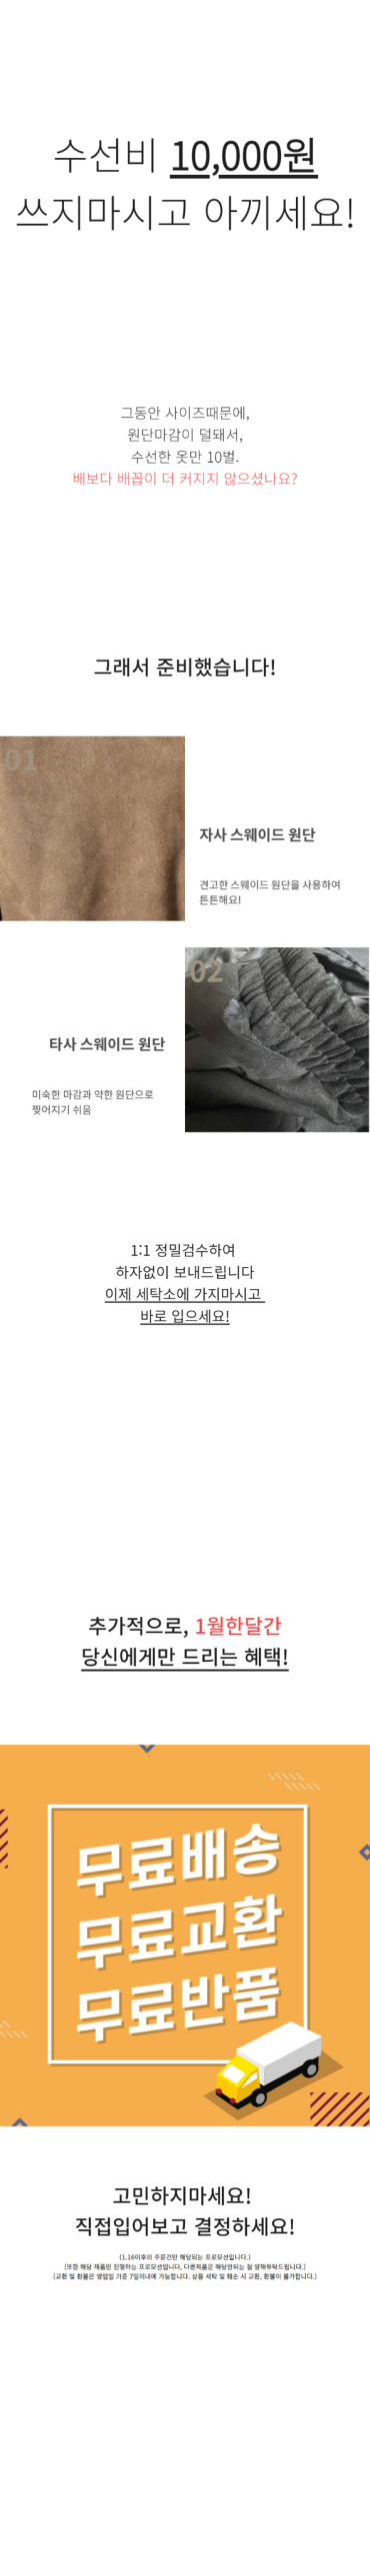 수선비 10,000원
쓰지마시고 아끼세요!
그동안 사이즈때문에,
원단마감이 덜돼서,
수선한 옷만 10벌.
배보다 배꼽이 더 커지지 않으셨나요?
그래서 준비했습니다!
01
자사 스웨이드 원단
견고한 스웨이드 원단을 사용하여
튼튼해요!
02
타사 스웨이드 원단
미숙한 마감과 약한 원단으로
찢어지기 쉬움
1:1 정밀검수하여
하자없이 보내드립니다
이제 세탁소에 가지마시고
바로 입으세요!
추가적으로, 1월한달간
당신에게만 드리는 혜택!
무료배송
무료교환
무료반품
고민하지마세요!
직접입어보고 결정하세요!
(1.16이후의 주문건만 해당되는 프로모션입니다.)
(또한 해당 제품만 진행하는 프로모션입니다, 다른제품은 해당안되는 점 양해부탁드립니다.)
(교환 및 환불은 영업일 기준 7일이내에 가능합니다. 상품 세탁 및 훼손 시 교환, 환불이 불가합니다.)